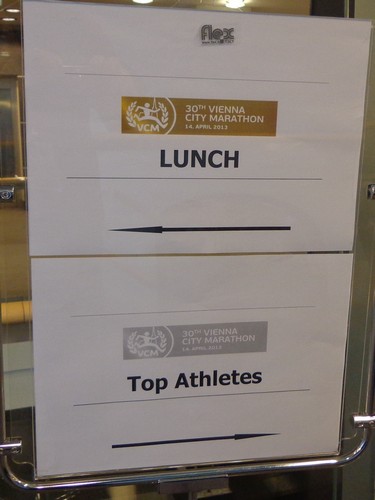 flex
30TH VIENNA
CITY MARATHON
14. APRIL 2013
VCM
LUNCH
30TH VIENNA
CITY MARATHON
14. APRIL 2013
VCM
Top Athletes